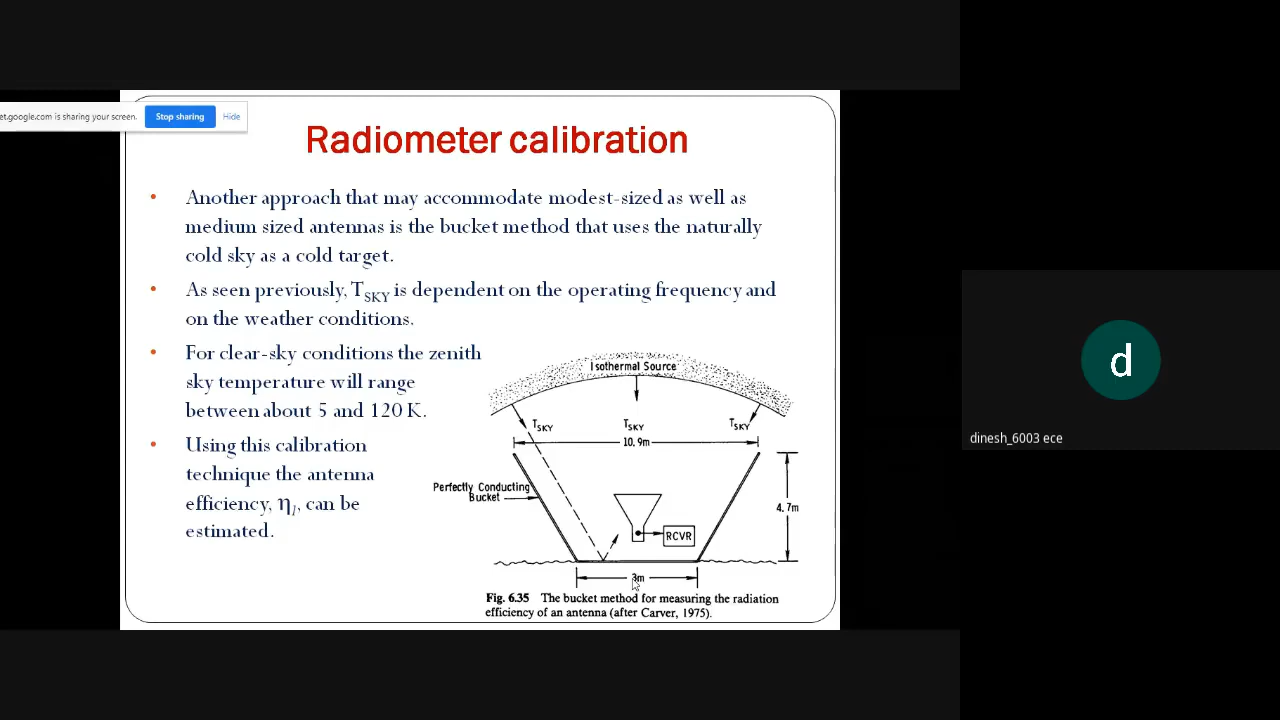 et.google.com is sharing your screen. Stop sharing Hide
Radiometer calibration
• Another approach that may accommodate modest-sized as well as
medium sized antennas is the bucket method that uses the naturally
cold sky as a cold target.
• As seen previously, TSKY is dependent on the operating frequency and
on the weather conditions.
• For clear-sky conditions the zenith
sky temperature will range
between about 5 and 120 K.
• Using this calibration
technique the antenna
efficiency, ηl, can be
estimated.
Isothermal Source
TSKY TSKY TSKY
10.9m
Perfectly Conducting
Bucket
4.7m
RCVR
3m
Fig. 6.35 The bucket method for measuring the radiation
efficiency of an antenna (after Carver, 1975).
d
dinesh_6003 ece